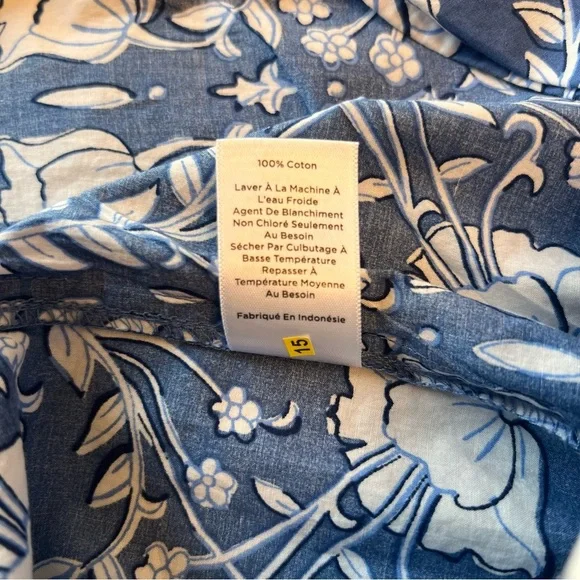 100% Coton
Laver À La Machine À
L'eau Froide
Agent De Blanchiment
Non Chloré Seulement
Au Besoin
Sécher Par Culbutage À
Basse Température
Repasser À
Température Moyenne
Au Besoin
Fabriqué En Indonésie
15